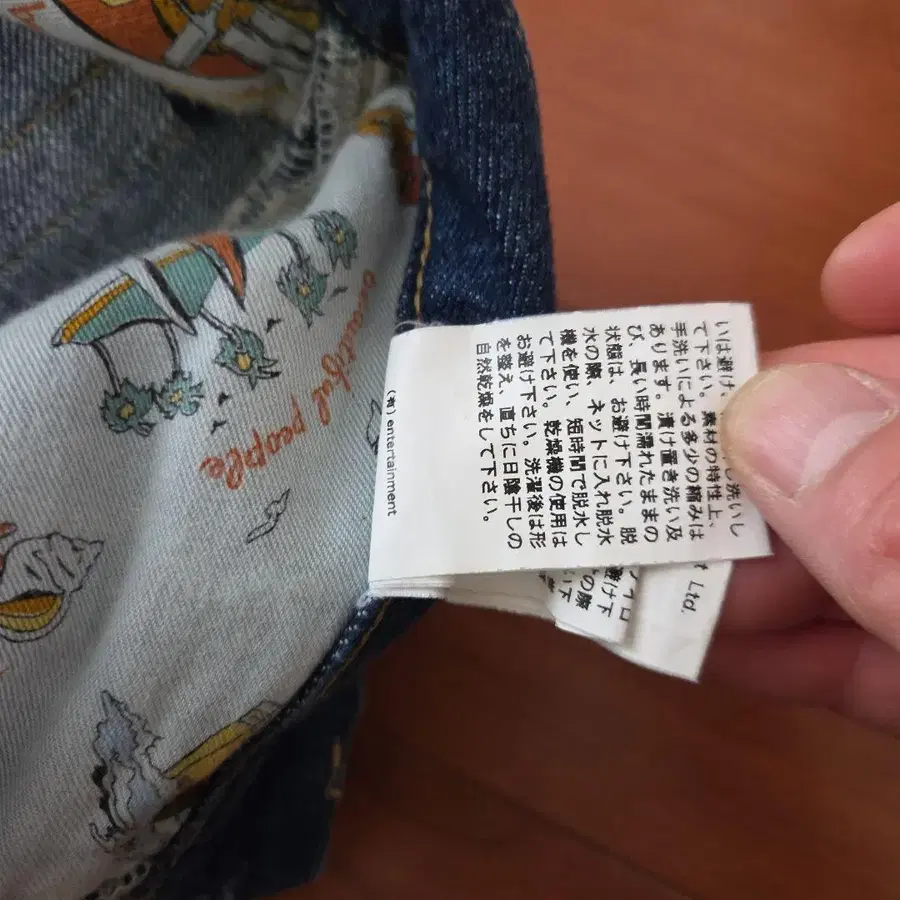 いは避け、し洗いし
て下さい。素材の特性上、
手洗いによる多少の縮みは
あります。漬け置き洗い及
び、長い時間濡れたままの
状態は、お避け下さい。脱
水の際、ネットに入れ脱水
機を使い、短時間で脱水し
て下さい。乾燥機の使用は
お避け下さい。洗濯後は形
を整え、直ちに日陰干しの
自然乾燥をして下さい。
(有) entertainment
Ltd.
避け下
の際
beautiful people